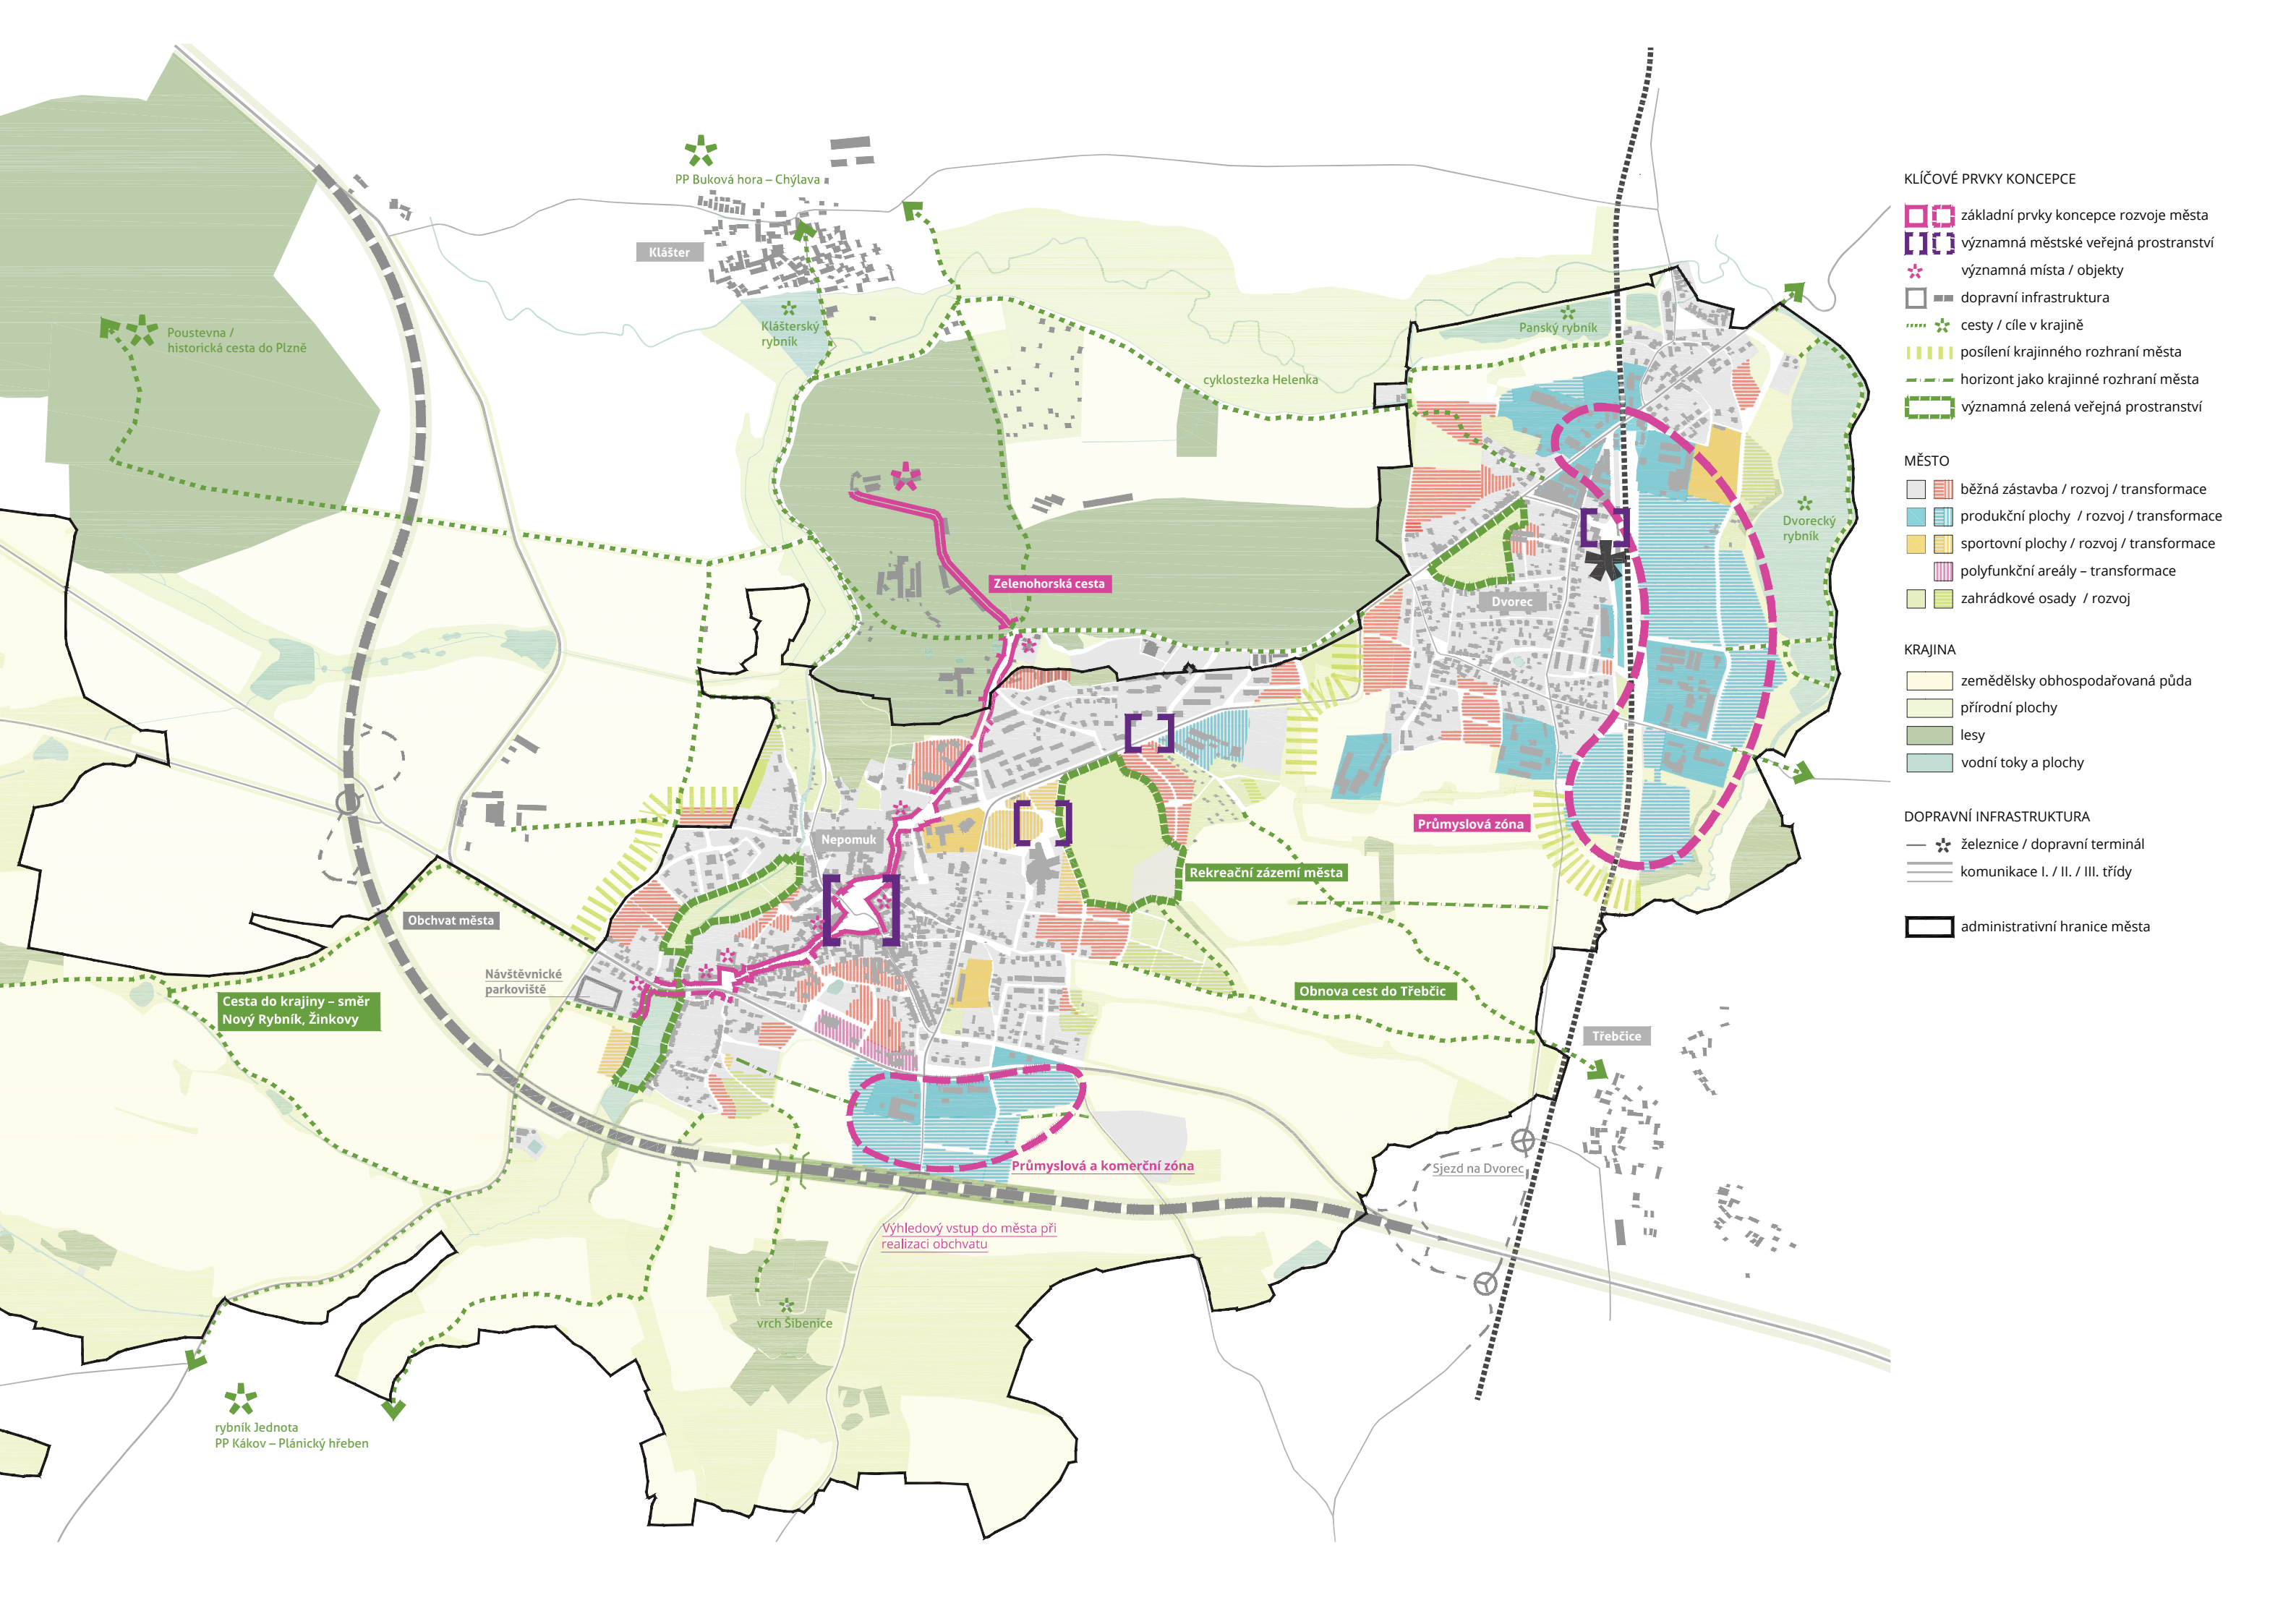 PP Buková hora – Chýlava
Klášter
Poustevna /
historická cesta do Plzně
Klášterský
rybník
Panský rybník
cyklostezka Helenka
Dvorecký
rybník
Zelenohorská cesta
Dvorec
Průmyslová zóna
Nepomuk
Rekreační zázemí města
Obchvat města
Návštěvnické
parkoviště
Cesta do krajiny – směr
Nový Rybník, Žinkovy
Obnova cest do Třebčic
Třebčice
Průmyslová a komerční zóna
Sjezd na Dvorec
Výhledový vstup do města při
realizaci obchvatu
vrch Šibenice
rybník Jednota
PP Kákov – Plánický hřeben
KLÍČOVÉ PRVKY KONCEPCE
základní prvky koncepce rozvoje města
významná městské veřejná prostranství
významná místa / objekty
dopravní infrastruktura
cesty / cíle v krajině
posílení krajinného rozhraní města
horizont jako krajinné rozhraní města
významná zelená veřejná prostranství
MĚSTO
běžná zástavba / rozvoj / transformace
produkční plochy / rozvoj / transformace
sportovní plochy / rozvoj / transformace
polyfunkční areály – transformace
zahrádkové osady / rozvoj
KRAJINA
zemědělsky obhospodařovaná půda
přírodní plochy
lesy
vodní toky a plochy
DOPRAVNÍ INFRASTRUKTURA
železnice / dopravní terminál
komunikace I. / II. / III. třídy
administrativní hranice města